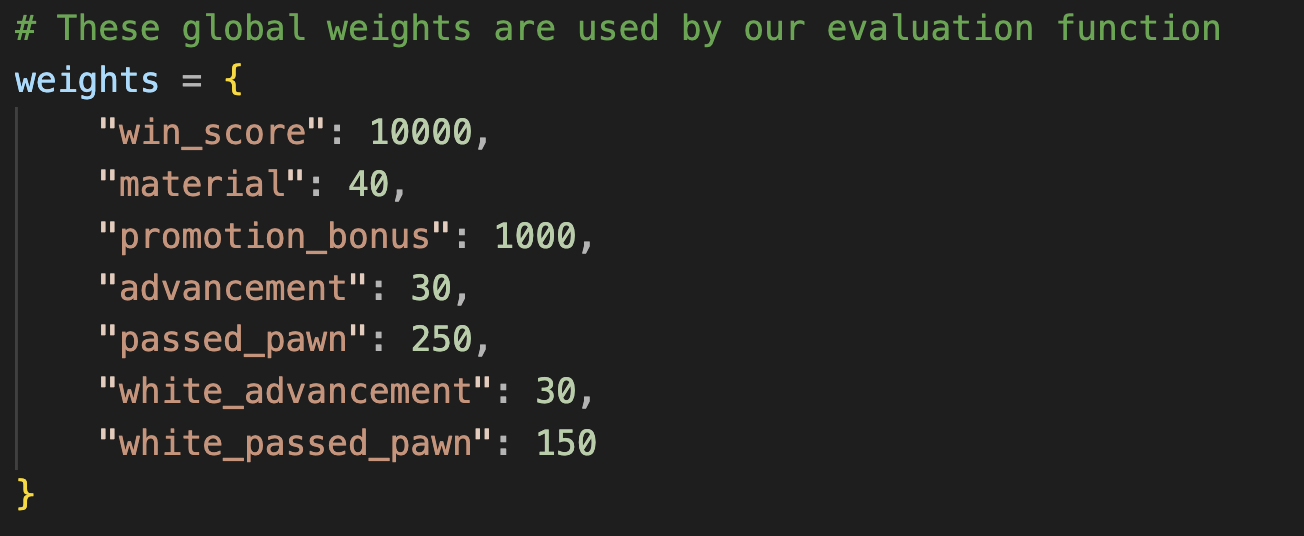 # These global weights are used by our evaluation function
weights = {
    "win_score": 10000,
    "material": 40,
    "promotion_bonus": 1000,
    "advancement": 30,
    "passed_pawn": 250,
    "white_advancement": 30,
    "white_passed_pawn": 150
}